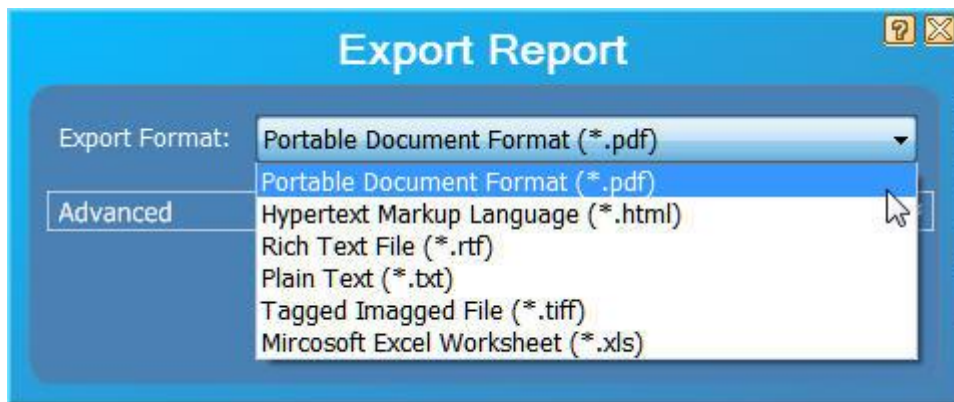 Export Report
Export Format: Portable Document Format (*.pdf)
Portable Document Format (*.pdf)
Advanced
Hypertext Markup Language (*.html)
Rich Text File (*.rtf)
Plain Text (*.txt)
Tagged Imagged File (*.tiff)
Mircosoft Excel Worksheet (*.xls)